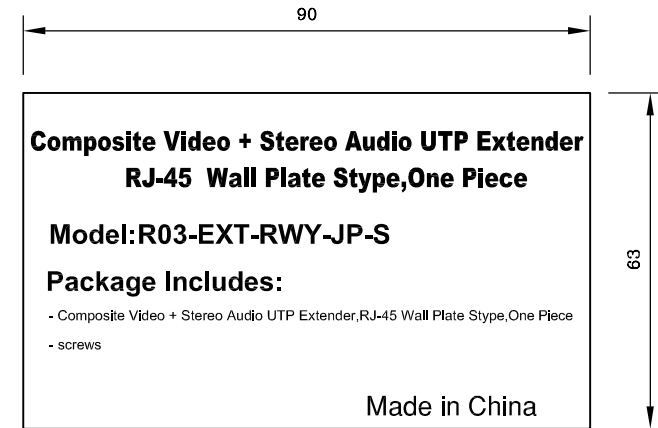 90
Composite Video + Stereo Audio UTP Extender
RJ-45 Wall Plate Stype,One Piece
Model:R03-EXT-RWY-JP-S
Package Includes:
- Composite Video + Stereo Audio UTP Extender,RJ-45 Wall Plate Stype,One Piece
- screws
Made in China
63